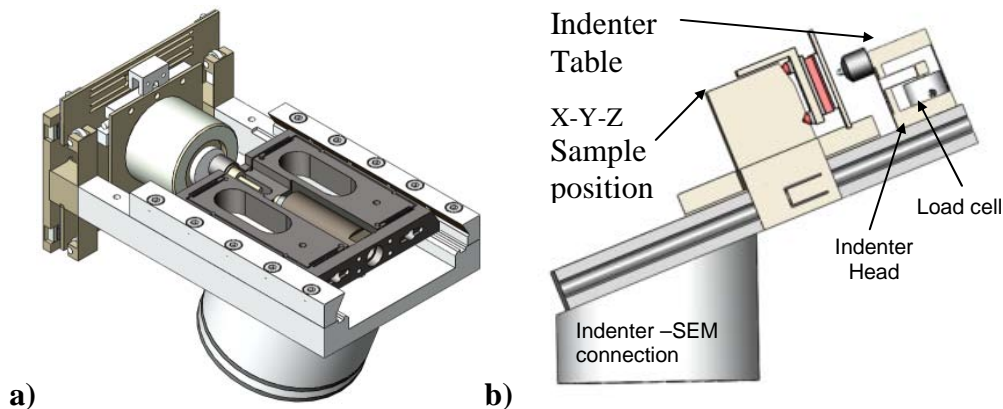 Indenter
Table
X-Y-Z
Sample
position
Load cell
Indenter
Head
Indenter –SEM
connection
a)
b)